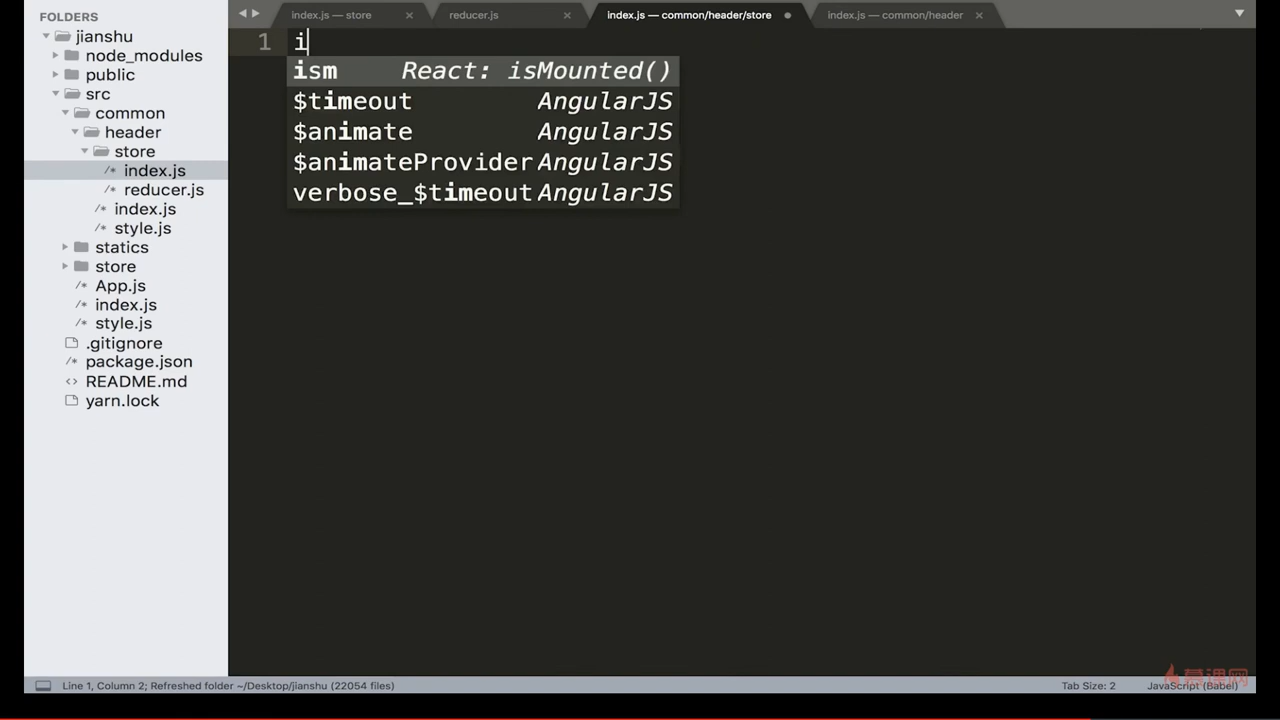 FOLDERS
jianshu
node_modules
public
src
common
header
store
index.js
reducer.js
index.js
style.js
statics
store
App.js
index.js
style.js
.gitignore
package.json
README.md
yarn.lock
index.js — store
reducer.js
index.js — common/header/store
index.js — common/header
1 i
ism React: isMounted()
$timeout AngularJS
$animate AngularJS
$animateProvider AngularJS
verbose_$timeout AngularJS
Line 1, Column 2; Refreshed folder ~/Desktop/jianshu (22054 files)
Tab Size: 2
JavaScript (Babel)
慕课网